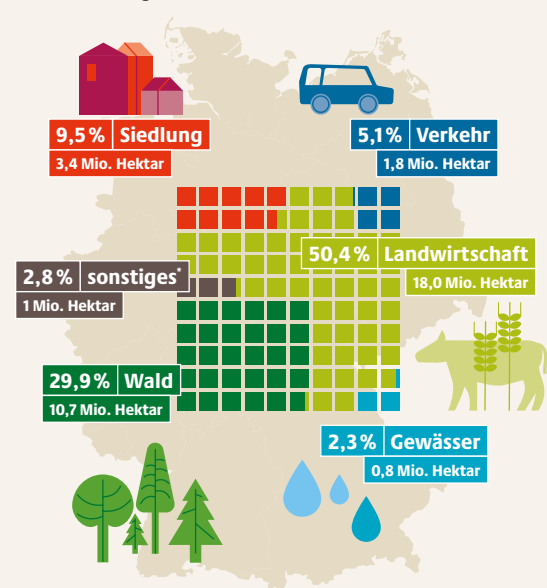 9,5 % Siedlung
3,4 Mio. Hektar
5,1 % Verkehr
1,8 Mio. Hektar
50,4 % Landwirtschaft
18,0 Mio. Hektar
2,8 % sonstiges*
1 Mio. Hektar
29,9 % Wald
10,7 Mio. Hektar
2,3 % Gewässer
0,8 Mio. Hektar